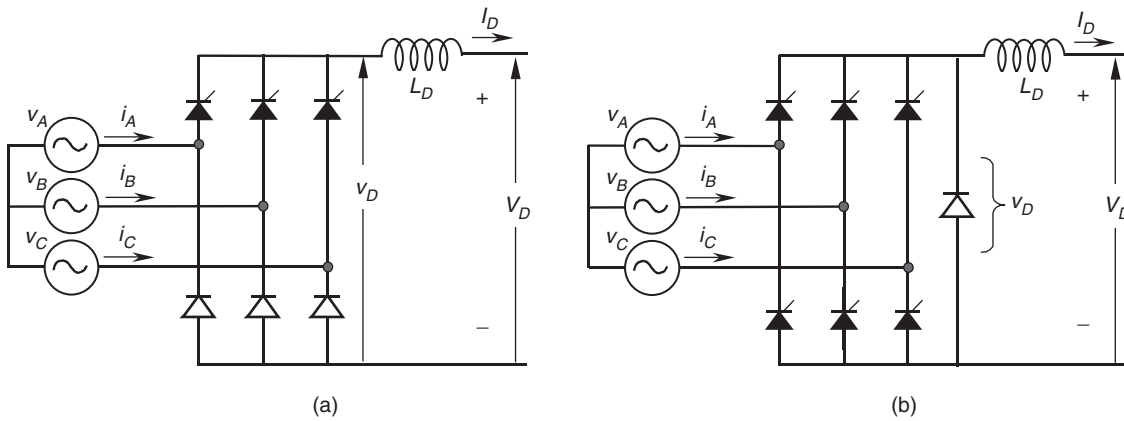 I_D
L_D
+
v_A
i_A
v_B
i_B
v_D
V_D
v_C
i_C
−
(a)
I_D
L_D
+
v_A
i_A
v_B
i_B
v_D
V_D
v_C
i_C
−
(b)